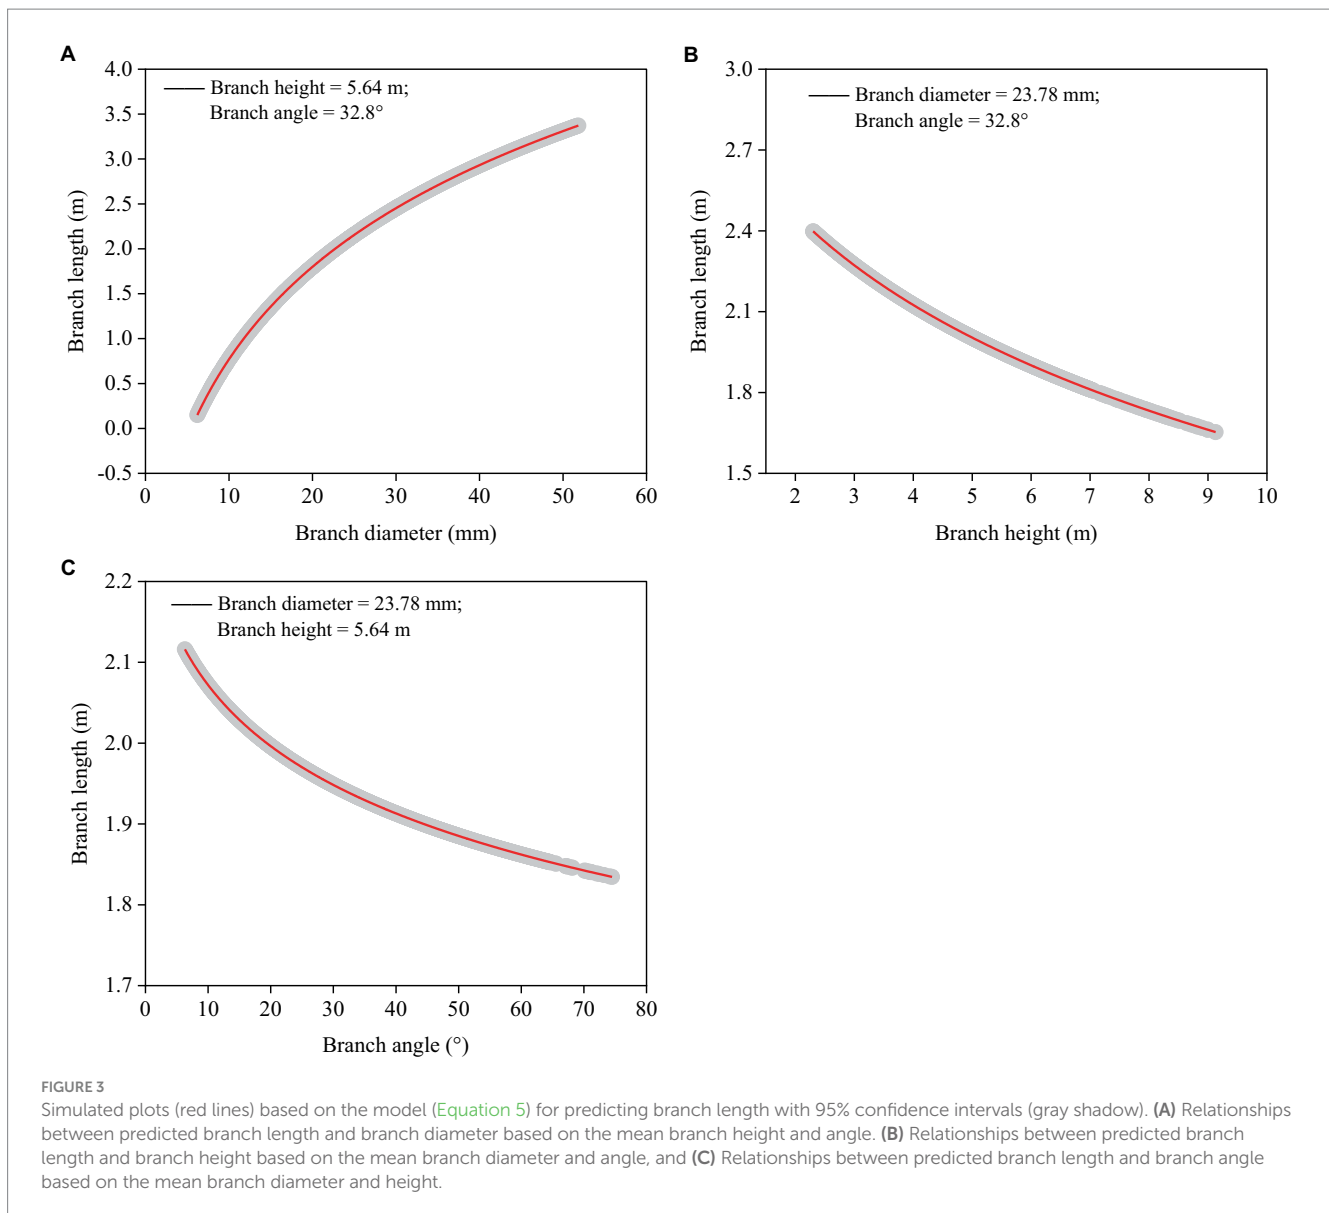 A
4.0
3.5
3.0
2.5
2.0
1.5
1.0
0.5
0.0
-0.5
Branch length (m)
Branch height = 5.64 m;
Branch angle = 32.8°
0 10 20 30 40 50 60
Branch diameter (mm)
B
3.0
2.7
2.4
2.1
1.8
1.5
Branch length (m)
Branch diameter = 23.78 mm;
Branch angle = 32.8°
2 3 4 5 6 7 8 9 10
Branch height (m)
C
2.2
2.1
2.0
1.9
1.8
1.7
Branch length (m)
Branch diameter = 23.78 mm;
Branch height = 5.64 m
0 10 20 30 40 50 60 70 80
Branch angle (°)
FIGURE 3
Simulated plots (red lines) based on the model (Equation 5) for predicting branch length with 95% confidence intervals (gray shadow). (A) Relationships
between predicted branch length and branch diameter based on the mean branch height and angle. (B) Relationships between predicted branch
length and branch height based on the mean branch diameter and angle, and (C) Relationships between predicted branch length and branch angle
based on the mean branch diameter and height.